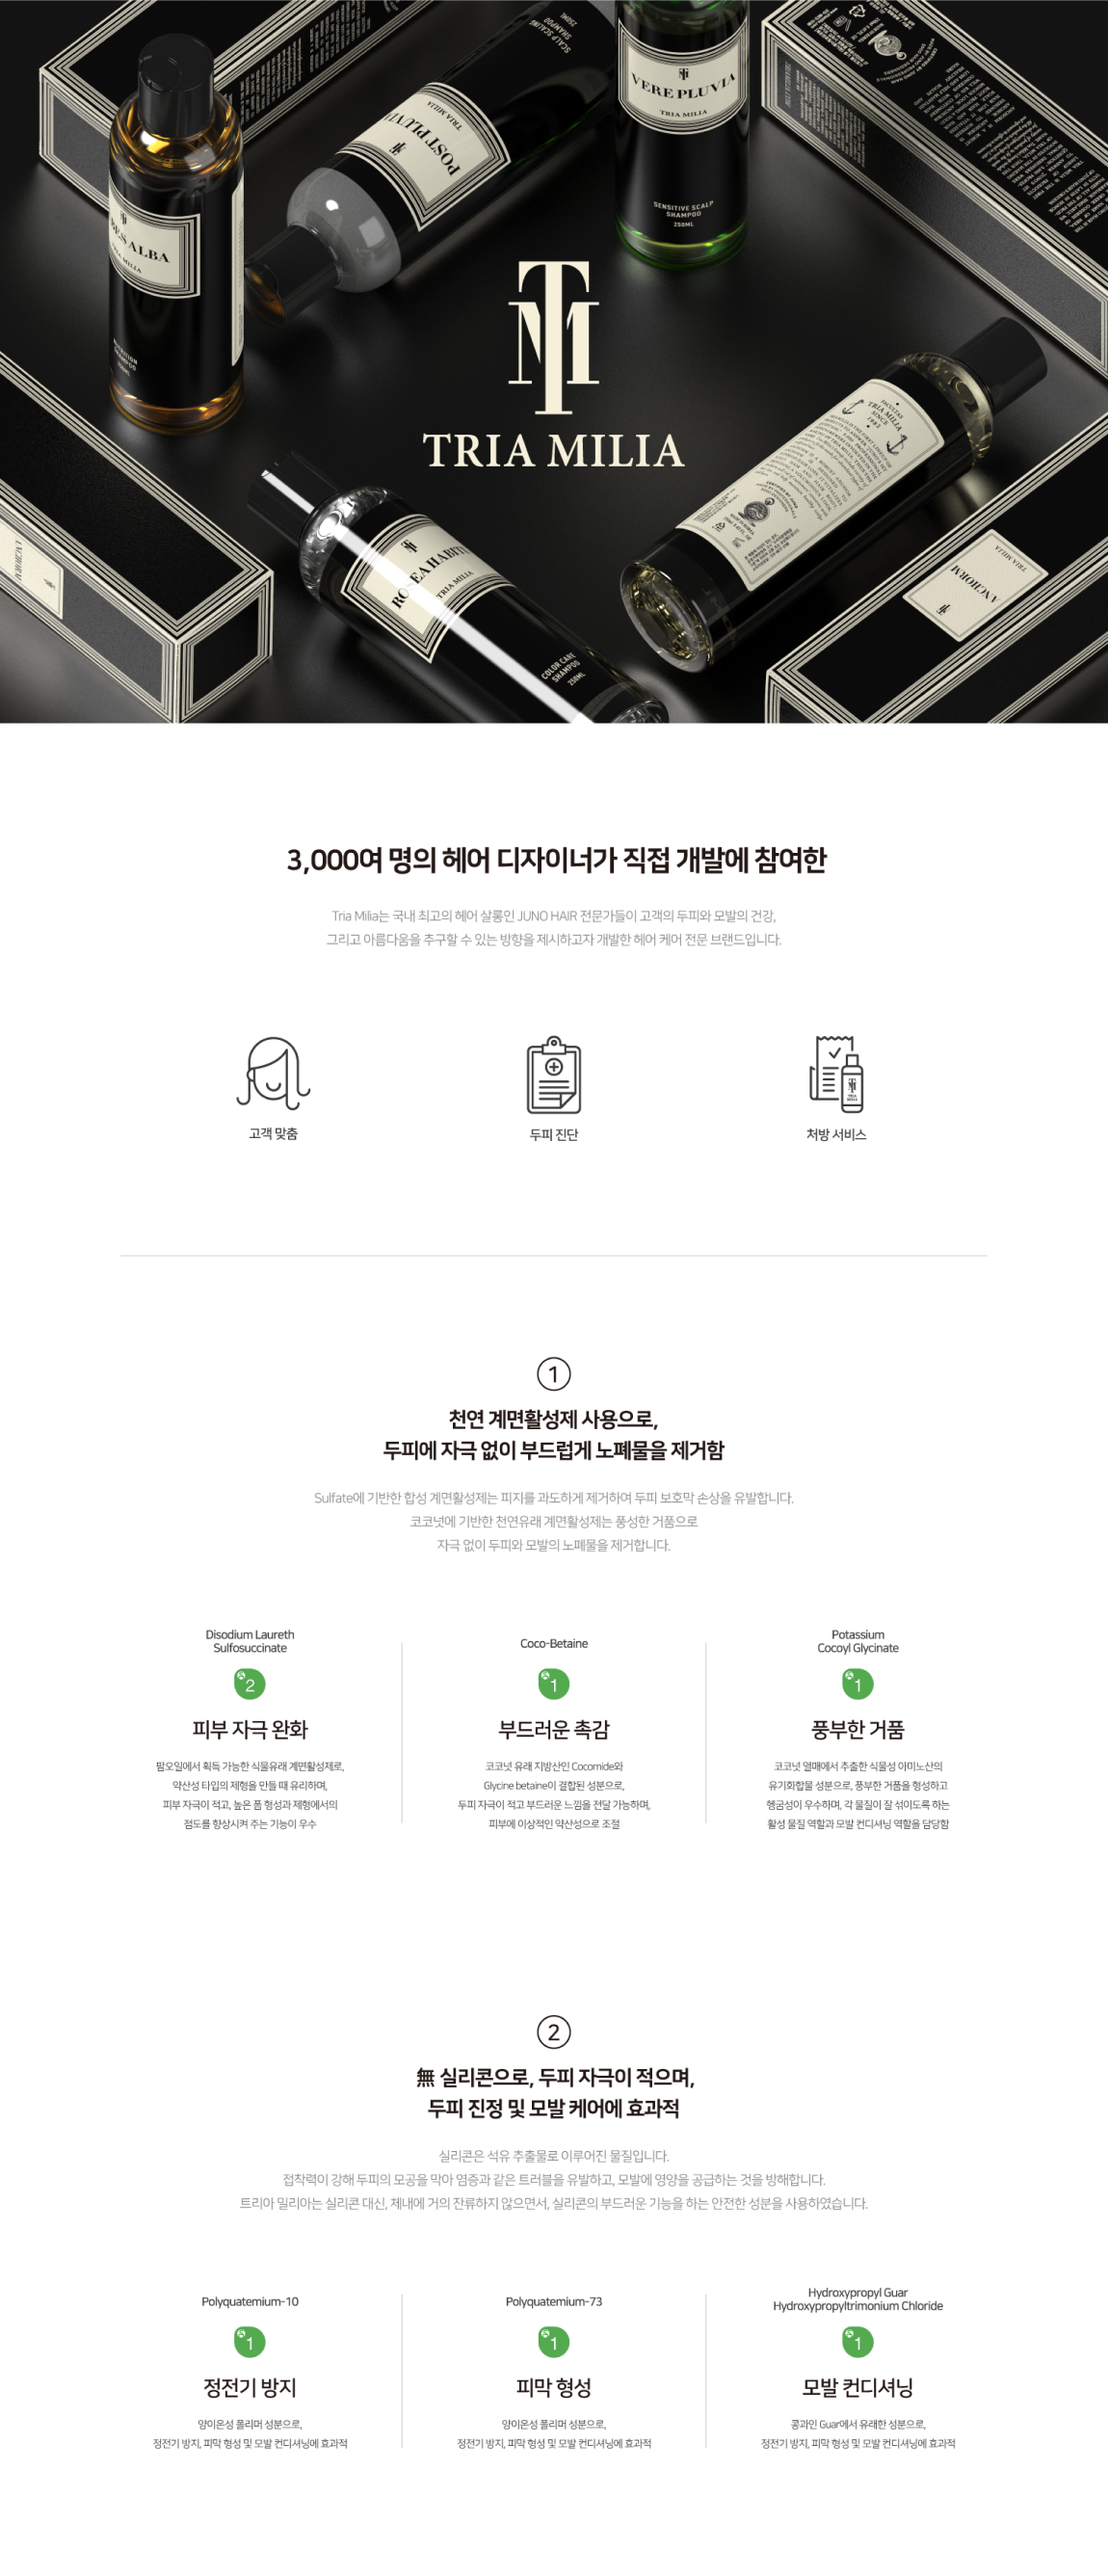 SCALP SCALING
SHAMPOO
250ML
POST PLUVIA
TRIA MILIA
VERE PLUVIA
TRIA MILIA
SENSITIVE SCALP
SHAMPOO
250ML
ALBA
TRIA MILIA
TRIA MILIA
ROSEA HABITU
TRIA MILIA
COLOR CARE
SHAMPOO
250ML
TRIA MILIA
SINCE
1982
ANCHORM
TRIA MILIA
3,000여 명의 헤어 디자이너가 직접 개발에 참여한
Tria Milia는 국내 최고의 헤어 살롱인 JUNO HAIR 전문가들이 고객의 두피와 모발의 건강,
그리고 아름다움을 추구할 수 있는 방향을 제시하고자 개발한 헤어 케어 전문 브랜드입니다.
고객 맞춤
두피 진단
처방 서비스
1
천연 계면활성제 사용으로,
두피에 자극 없이 부드럽게 노폐물을 제거함
Sulfate에 기반한 합성 계면활성제는 피지를 과도하게 제거하여 두피 보호막 손상을 유발합니다.
코코넛에 기반한 천연유래 계면활성제는 풍성한 거품으로
자극 없이 두피와 모발의 노폐물을 제거합니다.
Disodium Laureth
Sulfosuccinate
2
피부 자극 완화
팜오일에서 획득 가능한 식물유래 계면활성제로,
약산성 타입의 제형을 만들 때 유리하며,
피부 자극이 적고, 높은 폼 형성과 제형에서의
점도를 향상시켜 주는 기능이 우수
Coco-Betaine
1
부드러운 촉감
코코넛 유래 지방산인 Cocomide와
Glycine betaine이 결합된 성분으로,
두피 자극이 적고 부드러운 느낌을 전달 가능하며,
피부에 이상적인 약산성으로 조절
Potassium
Cocoyl Glycinate
1
풍부한 거품
코코넛 열매에서 추출한 식물성 아미노산의
유기화합물 성분으로, 풍부한 거품을 형성하고
헹굼성이 우수하며, 각 물질이 잘 섞이도록 하는
활성 물질 역할과 모발 컨디셔닝 역할을 담당함
2
無 실리콘으로, 두피 자극이 적으며,
두피 진정 및 모발 케어에 효과적
실리콘은 석유 추출물로 이루어진 물질입니다.
접착력이 강해 두피의 모공을 막아 염증과 같은 트러블을 유발하고, 모발에 영양을 공급하는 것을 방해합니다.
트리아 밀리아는 실리콘 대신, 체내에 거의 잔류하지 않으면서, 실리콘의 부드러운 기능을 하는 안전한 성분을 사용하였습니다.
Polyquaternium-10
1
정전기 방지
양이온성 폴리머 성분으로,
정전기 방지, 피막 형성 및 모발 컨디셔닝에 효과적
Polyquaternium-73
1
피막 형성
양이온성 폴리머 성분으로,
정전기 방지, 피막 형성 및 모발 컨디셔닝에 효과적
Hydroxypropyl Guar
Hydroxypropyltrimonium Chloride
1
모발 컨디셔닝
콩과인 Guar에서 유래한 성분으로,
정전기 방지, 피막 형성 및 모발 컨디셔닝에 효과적